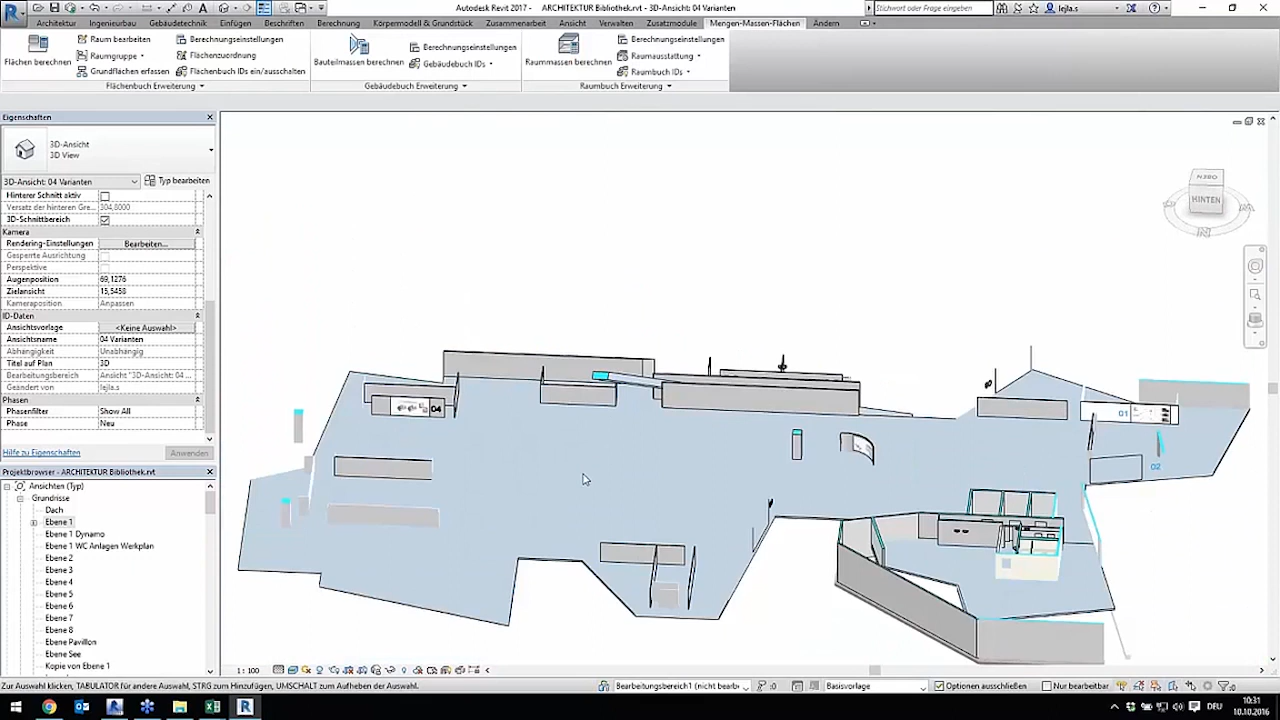 Autodesk Revit 2017 - ARCHITEKTUR Bibliothek.rvt - 3D-Ansicht: 04 Varianten
Stichwort oder Frage eingeben
lejla.s
Architektur Ingenieurbau Gebäudetechnik Einfügen Beschriften Berechnung Körpermodell & Grundstück Zusammenarbeit Ansicht Verwalten Zusatzmodule Mengen-Massen-Flächen Ändern
Flächen berechnen
Raum bearbeiten
Raumgruppe
Grundflächen erfassen
Berechnungseinstellungen
Flächenzuordnung
Flächenbuch IDs ein/ausschalten
Flächenbuch Erweiterung
Bauteilmassen berechnen
Berechnungseinstellungen
Gebäudebuch IDs
Gebäudebuch Erweiterung
Raummassen berechnen
Berechnungseinstellungen
Raumausstattung
Raumbuch IDs
Raumbuch Erweiterung
Eigenschaften
3D-Ansicht
3D View
3D-Ansicht: 04 Varianten Typ bearbeiten
Hinterer Schnitt aktiv
Versatz der hinteren Gre... 304,8000
3D-Schnittbereich
Kamera
Rendering-Einstellungen Bearbeiten...
Gesperrte Ausrichtung
Perspektive
Augenposition 69,1276
Zielansicht 15,5458
Kameraposition Anpassen
ID-Daten
Ansichtsvorlage <Keine Auswahl>
Ansichtsname 04 Varianten
Abhängigkeit Unabhängig
Titel auf Plan 3D
Bearbeitungsbereich Ansicht "3D-Ansicht: 04 ...
Geändert von lejla.s
Phasen
Phasenfilter Show All
Phase Neu
Hilfe zu Eigenschaften Anwenden
Projektbrowser - ARCHITEKTUR Bibliothek.rvt
Ansichten (Typ)
Grundrisse
Dach
Ebene 1
Ebene 1 Dynamo
Ebene 1 WC Anlagen Werkplan
Ebene 2
Ebene 3
Ebene 4
Ebene 5
Ebene 6
Ebene 7
Ebene 8
Ebene Pavillon
Ebene See
Kopie von Ebene 1
HINTEN
04
01
02
1 : 100
Zur Auswahl klicken, TABULATOR für andere Auswahl, STRG zum Hinzufügen, UMSCHALT zum Aufheben der Auswahl.
Bearbeitungsbereich1 (nicht bearb
:0
Basisvorlage
Optionen ausschließen
Nur bearbeitbar
:0
DEU
10:31
10.10.2016